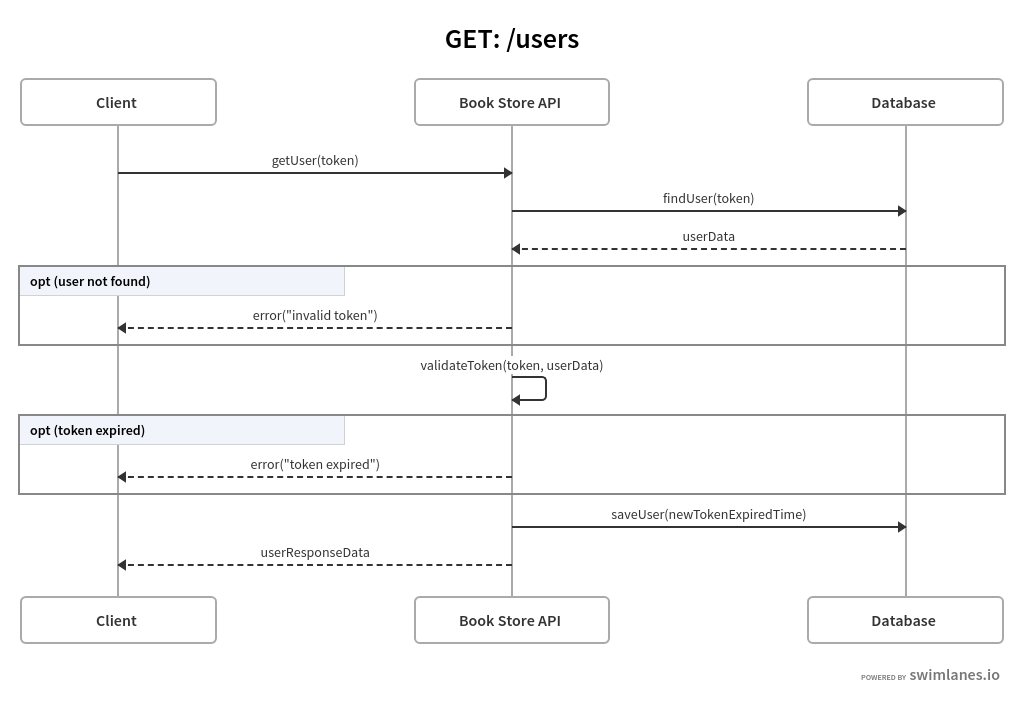 GET: /users
Client
Book Store API
Database
getUser(token)
findUser(token)
userData
opt (user not found)
error("invalid token")
validateToken(token, userData)
opt (token expired)
error("token expired")
saveUser(newTokenExpiredTime)
userResponseData
Client
Book Store API
Database
POWERED BY swimlanes.io